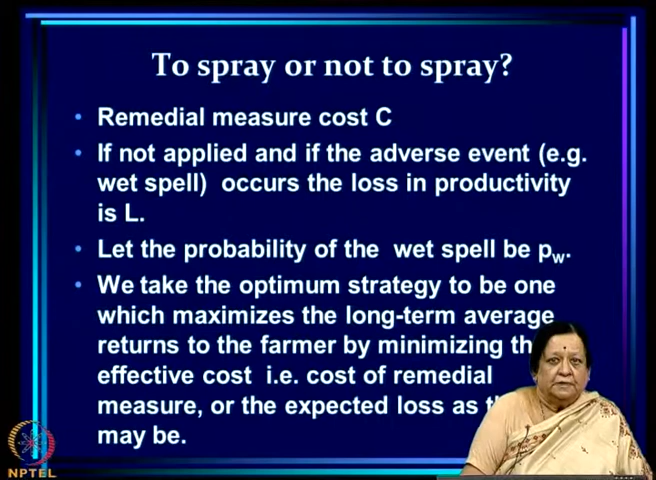 To spray or not to spray?
• Remedial measure cost C
• If not applied and if the adverse event (e.g.
wet spell) occurs the loss in productivity
is L.
• Let the probability of the wet spell be pw.
• We take the optimum strategy to be one
which maximizes the long-term average
returns to the farmer by minimizing
effective cost i.e. cost of remedial
measure, or the expected loss as
may be.
NPTEL